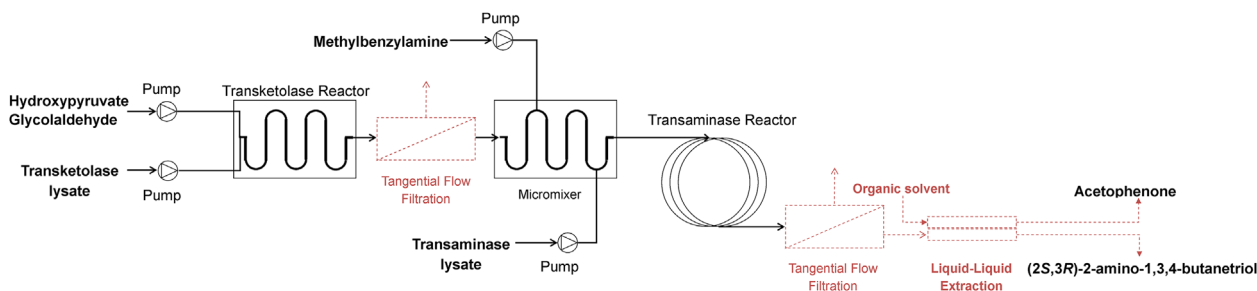 Pump
Methylbenzylamine
Pump
Transketolase Reactor
Hydroxypyruvate
Glycolaldehyde
Transaminase Reactor
Transketolase
lysate
Pump
Tangential Flow
Filtration
Micromixer
Organic solvent
Acetophenone
Transaminase
lysate
Pump
Tangential Flow
Filtration
Liquid-Liquid
Extraction
(2S,3R)-2-amino-1,3,4-butanetriol